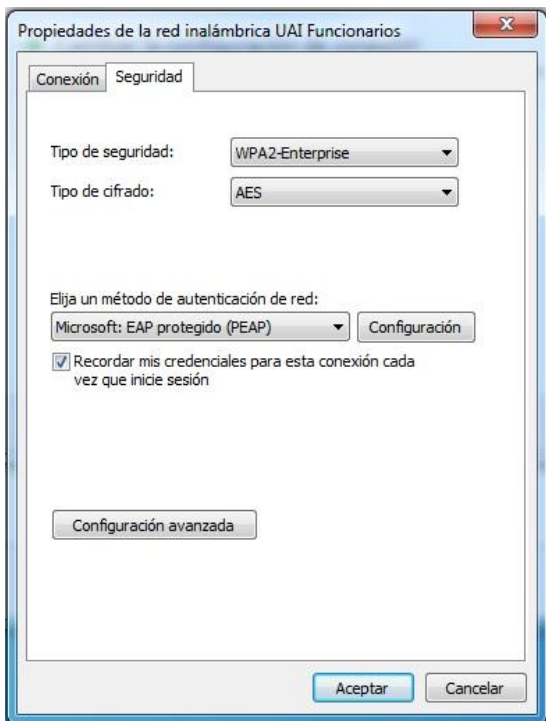 Propiedades de la red inalámbrica UAI Funcionarios
Conexión
Seguridad
Tipo de seguridad:
WPA2-Enterprise
Tipo de cifrado:
AES
Elija un método de autenticación de red:
Microsoft: EAP protegido (PEAP)
Configuración
Recordar mis credenciales para esta conexión cada
vez que inicie sesión
Configuración avanzada
Aceptar
Cancelar